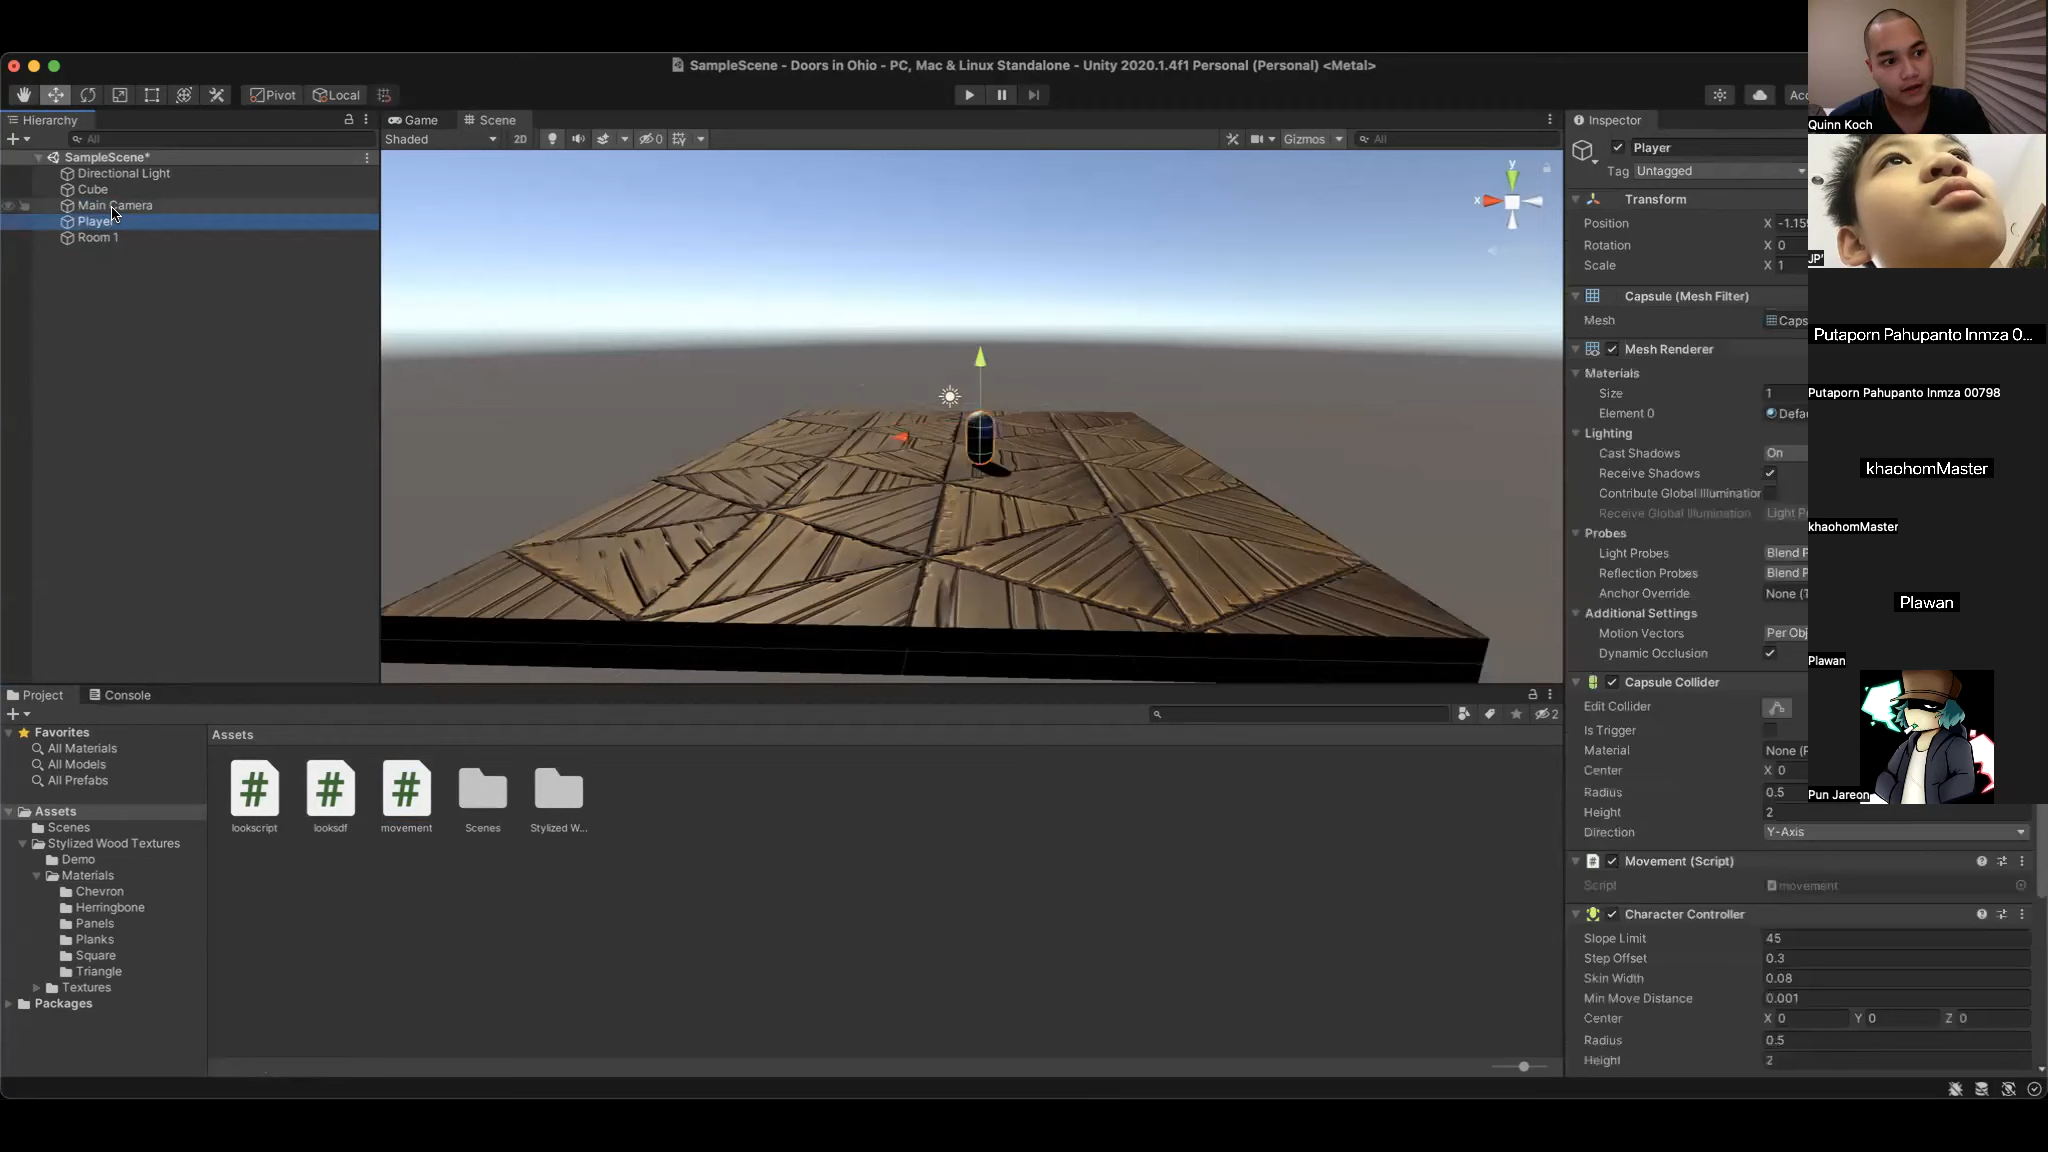 SampleScene - Doors in Ohio - PC, Mac & Linux Standalone - Unity 2020.1.4f1 Personal (Personal) <Metal>
Pivot
Local
Acc
Hierarchy
All
SampleScene*
Directional Light
Cube
Main Camera
Player
Room 1
Game
Scene
Shaded
2D
0
Gizmos
All
y
x
Inspector
Player
Tag Untagged
Transform
Position X -1.15
Rotation X 0
Scale X 1
Capsule (Mesh Filter)
Mesh Caps
Mesh Renderer
Materials
Size 1
Element 0 Defau
Lighting
Cast Shadows On
Receive Shadows
Contribute Global Illumination
Receive Global Illumination Light P
Probes
Light Probes Blend P
Reflection Probes Blend P
Anchor Override None (T
Additional Settings
Motion Vectors Per Obj
Dynamic Occlusion
Capsule Collider
Edit Collider
Is Trigger
Material None (P
Center X 0
Radius 0.5
Height 2
Direction Y-Axis
Movement (Script)
Script movement
Character Controller
Slope Limit 45
Step Offset 0.3
Skin Width 0.08
Min Move Distance 0.001
Center X 0 Y 0 Z 0
Radius 0.5
Height 2
Quinn Koch
JP'
Putaporn Pahupanto Inmza 0...
Putaporn Pahupanto Inmza 00798
khaohomMaster
khaohomMaster
Plawan
Plawan
Pun Jareon
Project
Console
2
Favorites
All Materials
All Models
All Prefabs
Assets
Scenes
Stylized Wood Textures
Demo
Materials
Chevron
Herringbone
Panels
Planks
Square
Triangle
Textures
Packages
Assets
lookscript
looksdf
movement
Scenes
Stylized W...